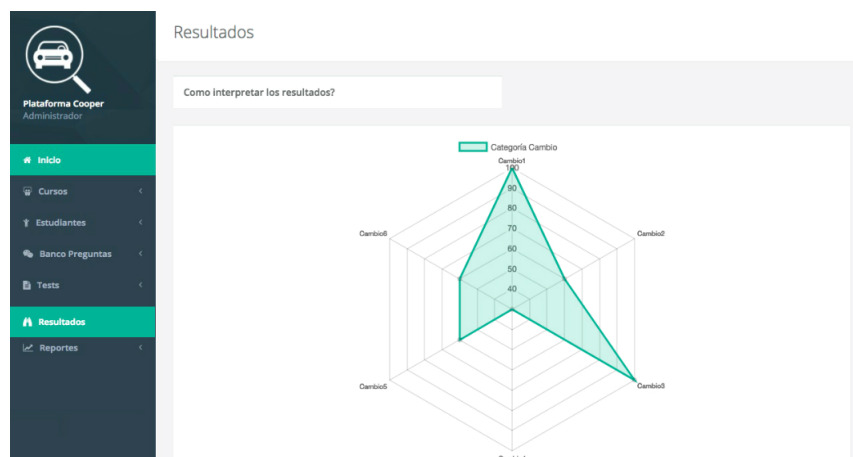 Resultados
Plataforma Cooper
Administrador
Inicio
Cursos
Estudiantes
Banco Preguntas
Tests
Resultados
Reportes
Como interpretar los resultados?
Categoría Cambio
Cambio1
100
90
80
70
60
50
40
Cambio6
Cambio2
Cambio5
Cambio3